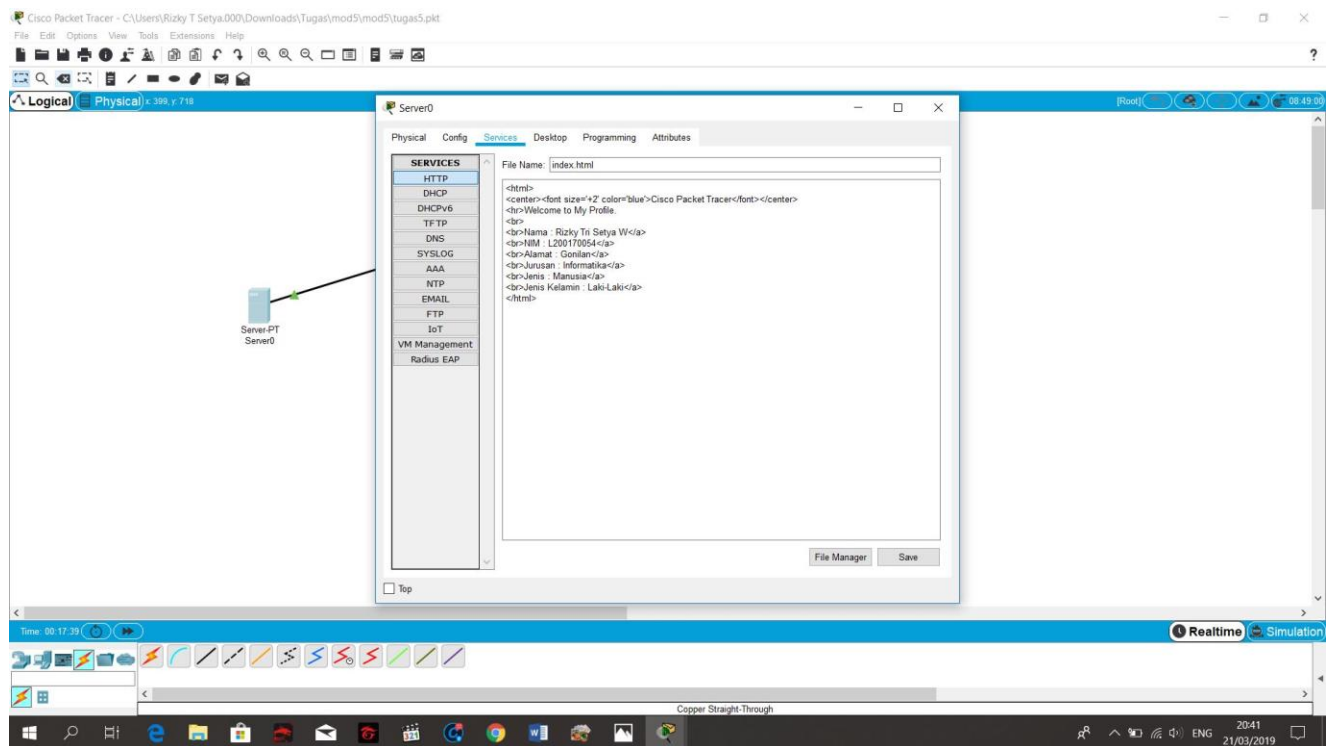 Cisco Packet Tracer - C:\Users\Rizky T Setya.000\Downloads\Tugas\mod5\mod5\tugas5.pkt
File Edit Options View Tools Extensions Help
?
Logical Physical x: 399, y: 718
[Root] 08:49:00
Server0
Physical Config Services Desktop Programming Attributes
SERVICES
HTTP
DHCP
DHCPv6
TFTP
DNS
SYSLOG
AAA
NTP
EMAIL
FTP
IoT
VM Management
Radius EAP
File Name: index.html
<html>
<center><font size='+2' color='blue'>Cisco Packet Tracer</font></center>
<hr>Welcome to My Profile.
<br>
<br>Nama : Rizky Tri Setya W</a>
<br>NIM : L200170054</a>
<br>Alamat : Gonilan</a>
<br>Jurusan : Informatika</a>
<br>Jenis : Manusia</a>
<br>Jenis Kelamin : Laki-Laki</a>
</html>
File Manager Save
Top
Server-PT
Server0
Time: 00:17:39
Realtime Simulation
Copper Straight-Through
ENG
20:41
21/03/2019